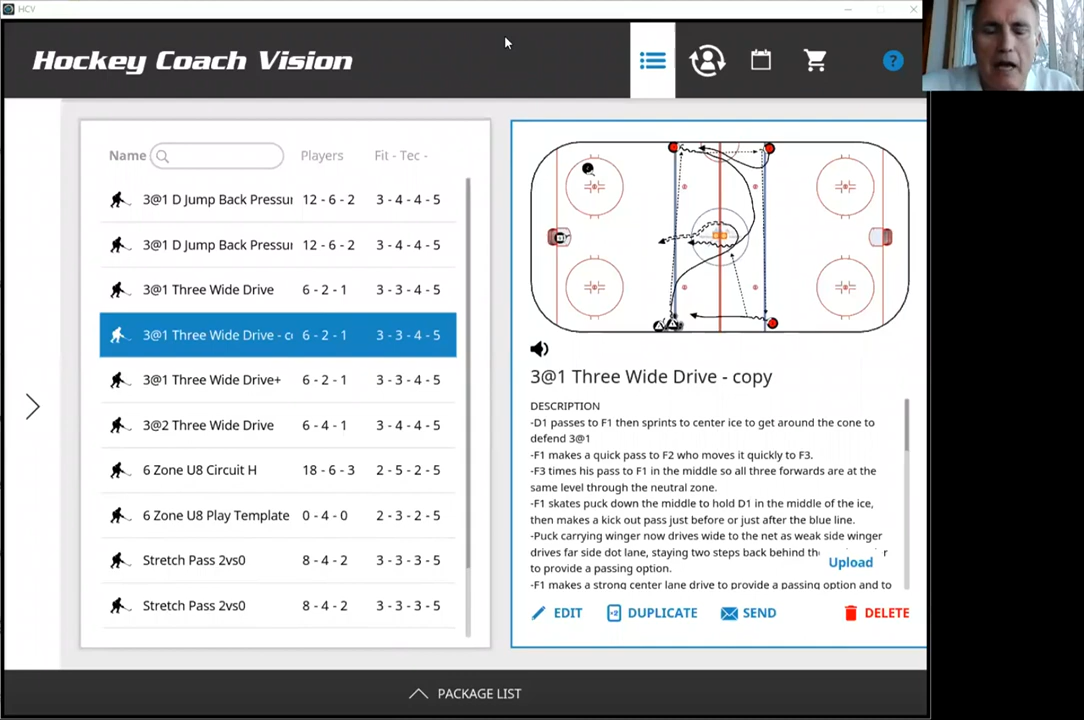 HCV
Hockey Coach Vision
?
Name Players Fit - Tec -
3@1 D Jump Back Pressur 12 - 6 - 2 3 - 4 - 4 - 5
3@1 D Jump Back Pressur 12 - 6 - 2 3 - 4 - 4 - 5
3@1 Three Wide Drive 6 - 2 - 1 3 - 3 - 4 - 5
3@1 Three Wide Drive - co 6 - 2 - 1 3 - 3 - 4 - 5
3@1 Three Wide Drive+ 6 - 2 - 1 3 - 3 - 4 - 5
3@2 Three Wide Drive 6 - 4 - 1 3 - 4 - 4 - 5
6 Zone U8 Circuit H 18 - 6 - 3 2 - 5 - 2 - 5
6 Zone U8 Play Template 0 - 4 - 0 2 - 3 - 2 - 5
Stretch Pass 2vs0 8 - 4 - 2 3 - 3 - 3 - 5
Stretch Pass 2vs0 8 - 4 - 2 3 - 3 - 3 - 5
3@1 Three Wide Drive - copy
DESCRIPTION
-D1 passes to F1 then sprints to center ice to get around the cone to
defend 3@1
-F1 makes a quick pass to F2 who moves it quickly to F3.
-F3 times his pass to F1 in the middle so all three forwards are at the
same level through the neutral zone.
-F1 skates puck down the middle to hold D1 in the middle of the ice,
then makes a kick out pass just before or just after the blue line.
-Puck carrying winger now drives wide to the net as weak side winger
drives far side dot lane, staying two steps back behind the
to provide a passing option.
Upload
-F1 makes a strong center lane drive to provide a passing option and to
EDIT DUPLICATE SEND DELETE
PACKAGE LIST